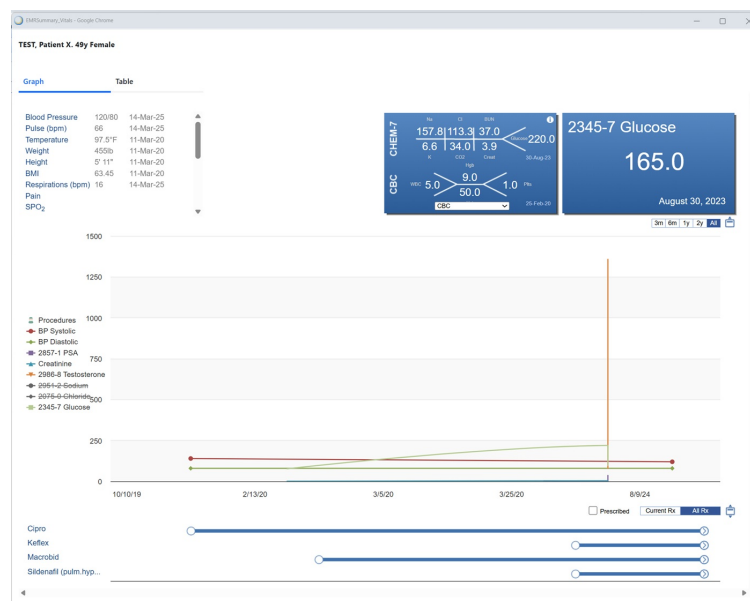 EMRSummary_Vitals - Google Chrome
TEST, Patient X. 49y Female
Graph Table
Blood Pressure 120/80 14-Mar-25
Pulse (bpm) 66 14-Mar-25
Temperature 97.5°F 11-Mar-20
Weight 455lb 11-Mar-20
Height 5' 11" 11-Mar-20
BMI 63.45 11-Mar-20
Respirations (bpm) 16 14-Mar-25
Pain
SPO2
CHEM-7
Na Cl BUN
157.8 113.3 37.0 Glucose 220.0
6.6 34.0 3.9
K CO2 Creat 30-Aug-23
CBC
Hgb
9.0
WBC 5.0 1.0 Plts
50.0
CBC 25-Feb-20
2345-7 Glucose
165.0
August 30, 2023
3m 6m 1y 2y All
1500
1250
1000
750
500
250
0
Procedures
BP Systolic
BP Diastolic
2857-1 PSA
Creatinine
2986-8 Testosterone
2951-2 Sodium
2075-0 Chloride
2345-7 Glucose
10/10/19 2/13/20 3/5/20 3/25/20 8/9/24
Prescribed Current Rx All Rx
Cipro
Keflex
Macrobid
Sildenafil (pulm.hyp...